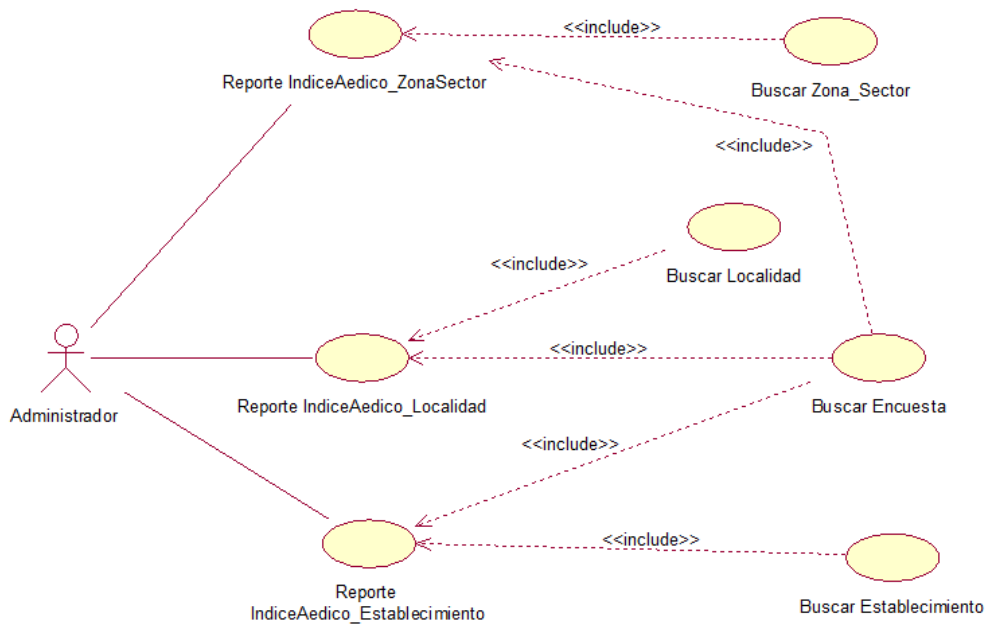 <<include>>
Reporte IndiceAedico_ZonaSector
Buscar Zona_Sector
<<include>>
<<include>>
Buscar Localidad
<<include>>
Administrador
Reporte IndiceAedico_Localidad
Buscar Encuesta
<<include>>
<<include>>
Reporte
IndiceAedico_Establecimiento
Buscar Establecimiento